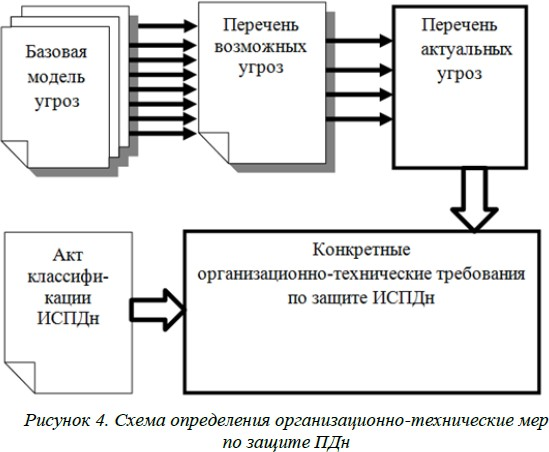 Базовая
модель
угроз
Перечень
возможных
угроз
Перечень
актуальных
угроз
Акт
классифи-
кации
ИСПДн
Конкретные
организационно-технические требования
по защите ИСПДн
Рисунок 4. Схема определения организационно-технические мер
по защите ПДн